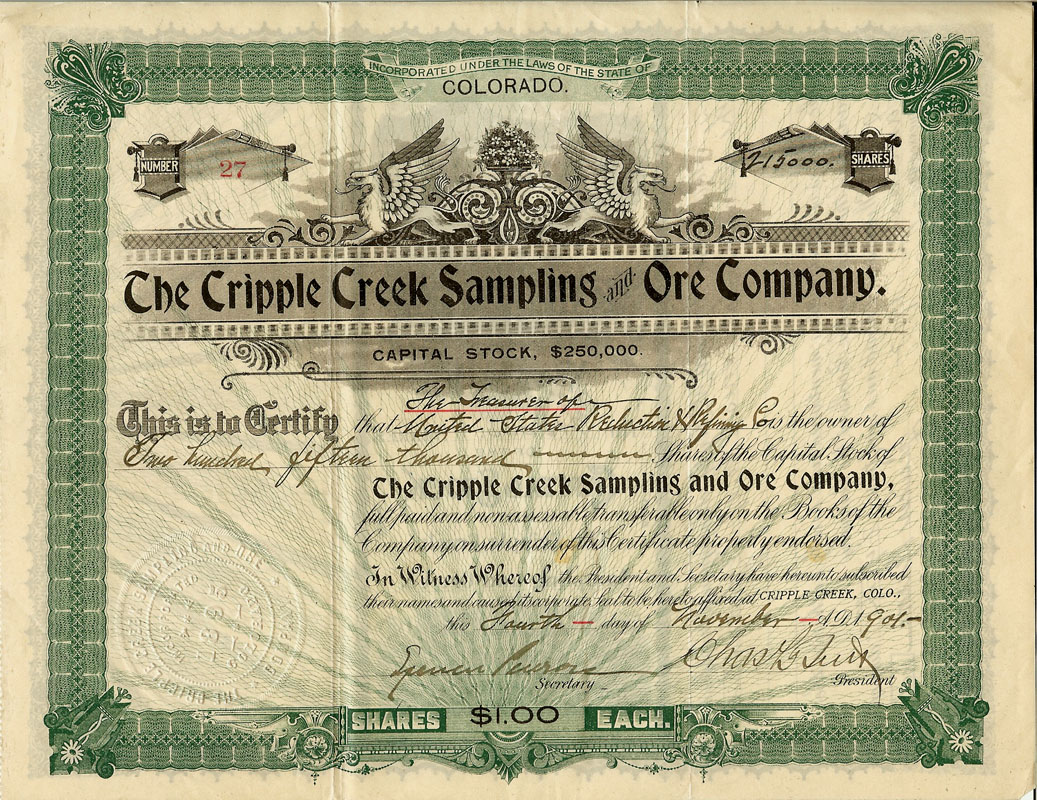 INCORPORATED UNDER THE LAWS OF THE STATE OF
COLORADO.
NUMBER 27
215000. SHARES
The Cripple Creek Sampling and Ore Company.
CAPITAL STOCK, $250,000.
The Treasurer of
This is to Certify that United States Reduction & Refining Co is the owner of
Two hundred fifteen thousand Shares of the Capital Stock of
The Cripple Creek Sampling and Ore Company,
full paid and non-assessable transferable only on the Books of the
Company on surrender of this Certificate properly endorsed.
In Witness Whereof the President and Secretary have hereunto subscribed
their names and caused its corporate Seal to be hereto affixed, at CRIPPLE CREEK, COLO.,
this Fourth day of November A.D. 1901.
Spencer Penrose Chas L Tutt
Secretary President
SHARES $1.00 EACH.